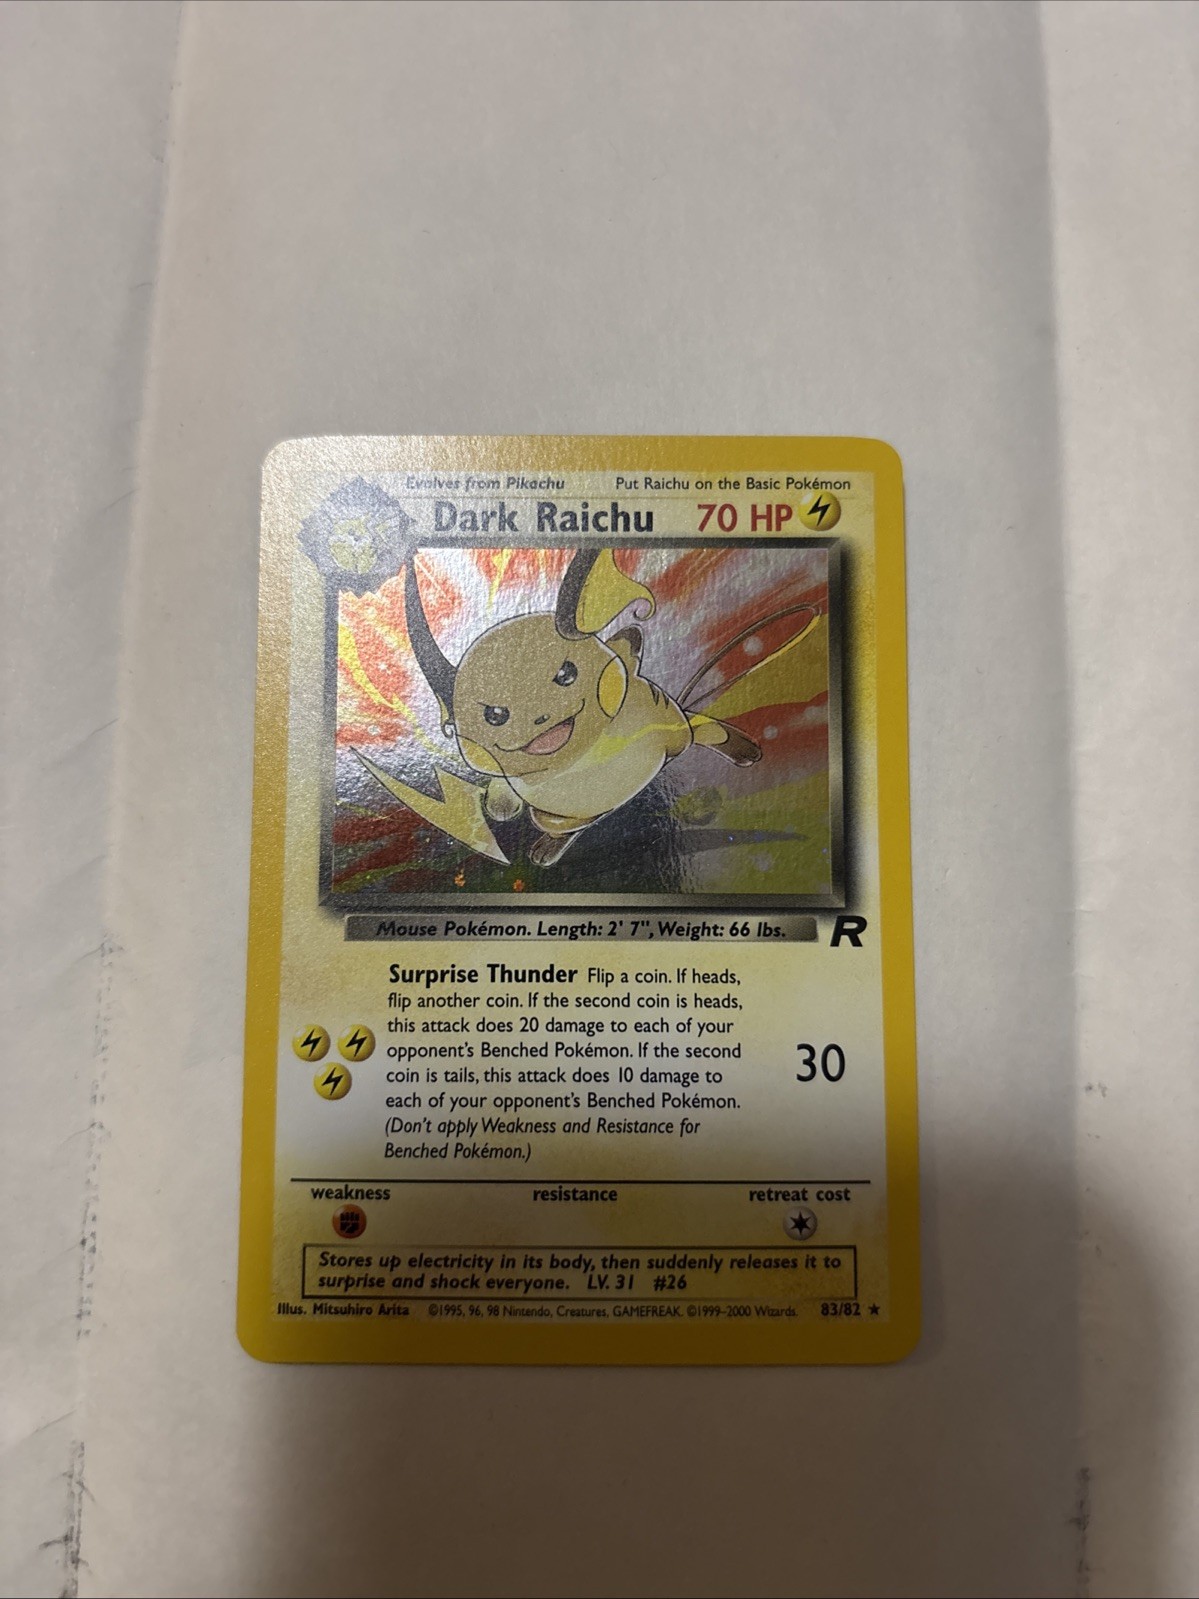 Evolves from Pikachu Put Raichu on the Basic Pokémon
Dark Raichu 70 HP
Mouse Pokémon. Length: 2' 7", Weight: 66 lbs.
R
Surprise Thunder Flip a coin. If heads,
flip another coin. If the second coin is heads,
this attack does 20 damage to each of your
opponent's Benched Pokémon. If the second
coin is tails, this attack does 10 damage to
each of your opponent's Benched Pokémon.
(Don't apply Weakness and Resistance for
Benched Pokémon.)
30
weakness resistance retreat cost
Stores up electricity in its body, then suddenly releases it to
surprise and shock everyone. LV. 31 #26
Illus. Mitsuhiro Arita ©1995, 96, 98 Nintendo, Creatures, GAMEFREAK. ©1999–2000 Wizards. 83/82 ★